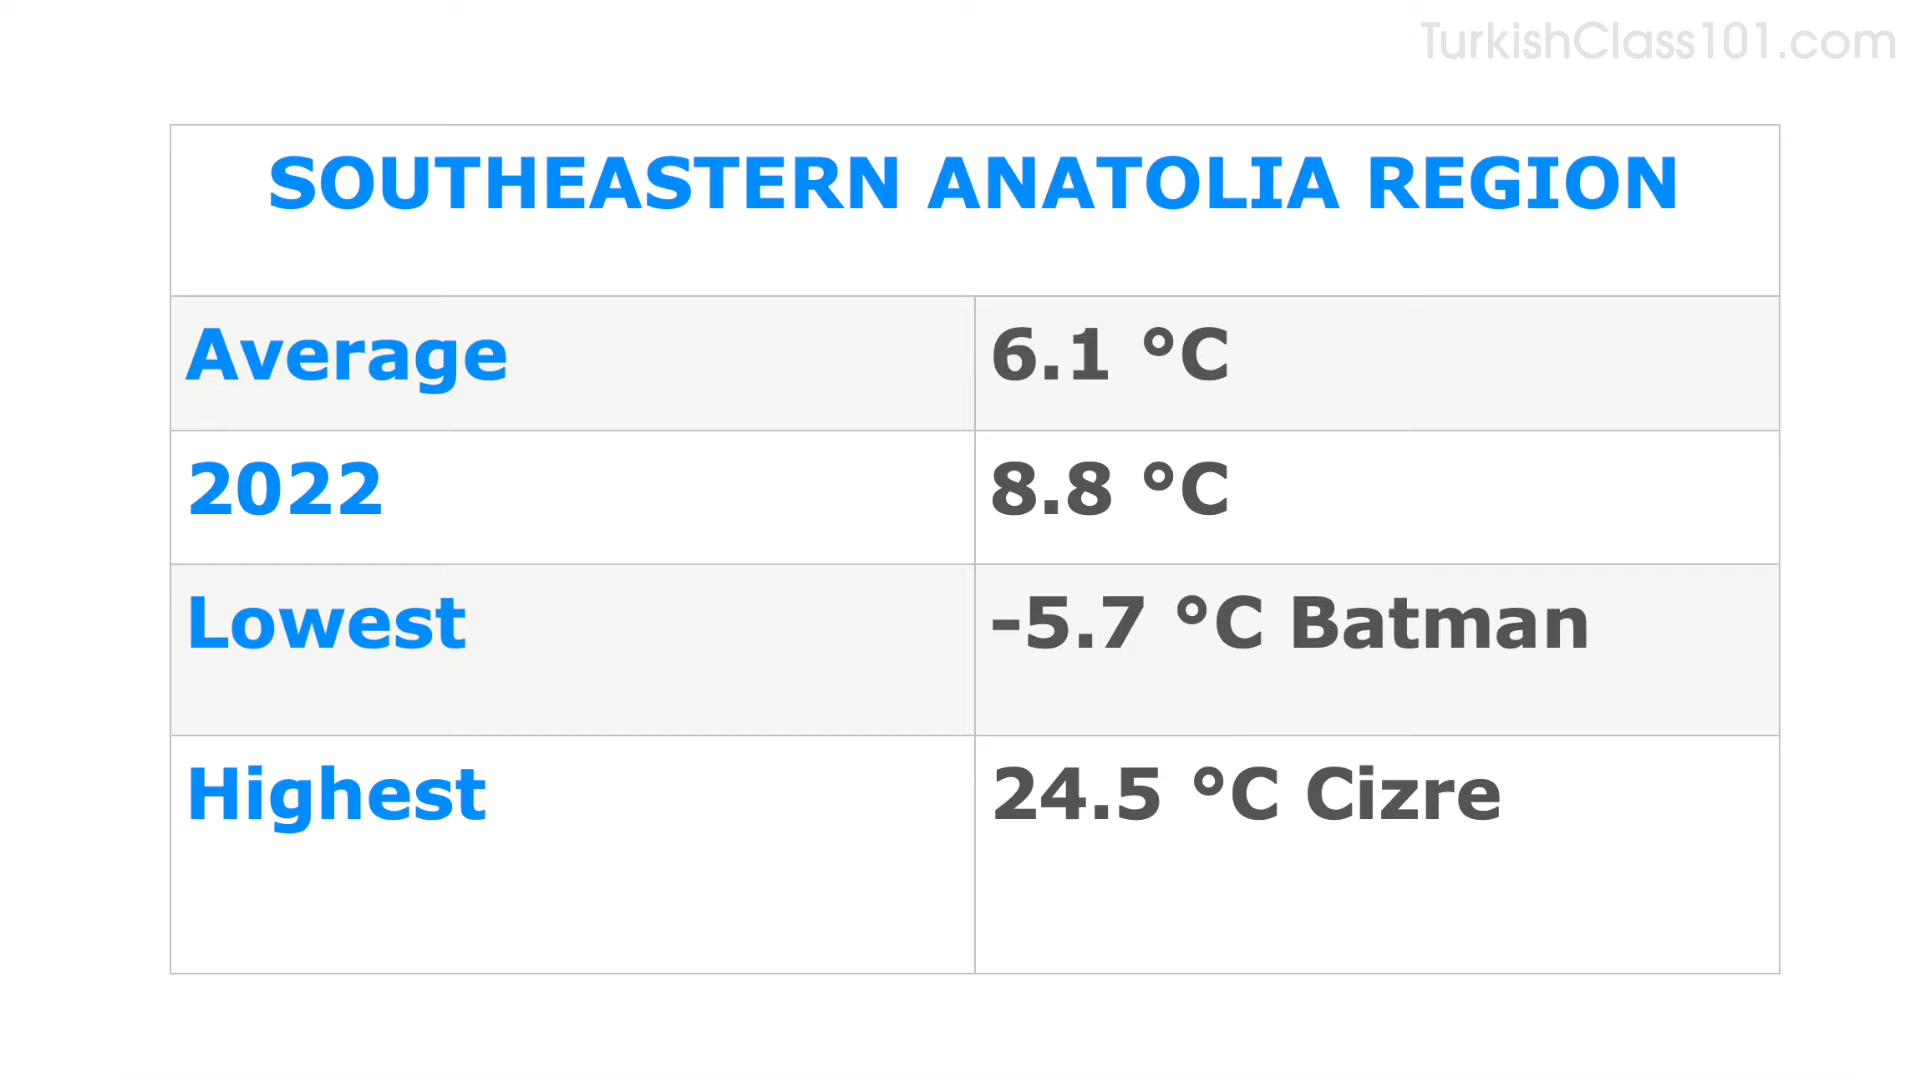 TurkishClass101.com
SOUTHEASTERN ANATOLIA REGION
Average 6.1 °C
2022 8.8 °C
Lowest -5.7 °C Batman
Highest 24.5 °C Cizre